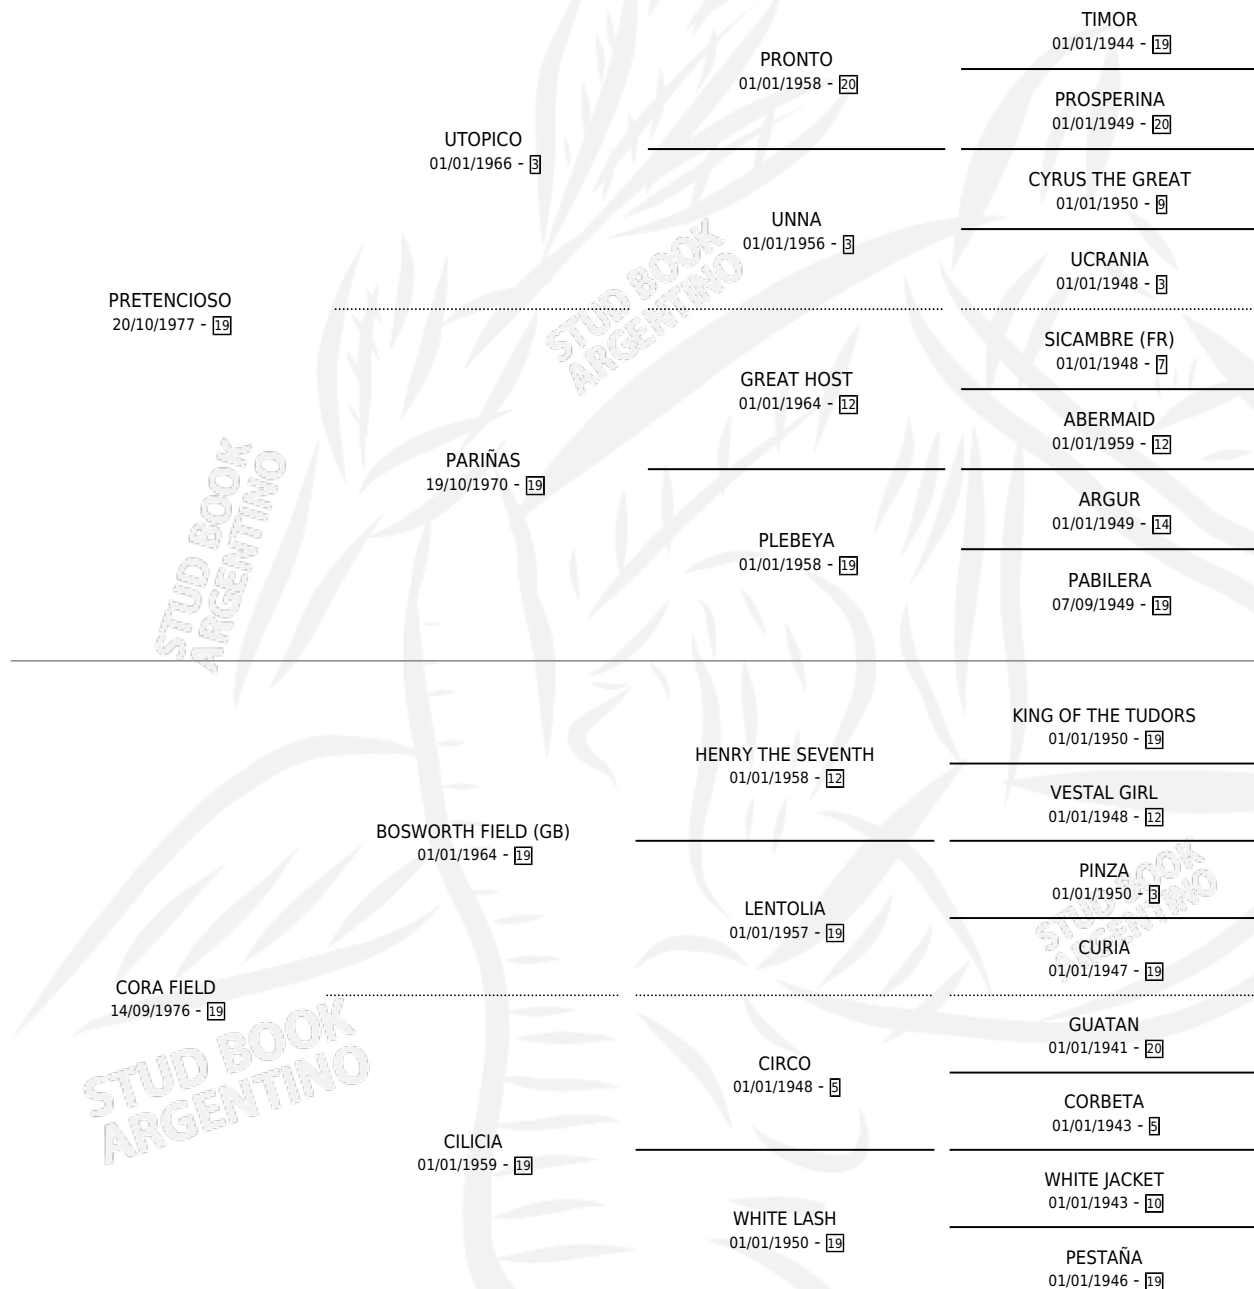 TIMOR
01/01/1944 - 19
PRONTO
01/01/1958 - 20
PROSPERINA
01/01/1949 - 20
UTOPICO
01/01/1966 - 3
CYRUS THE GREAT
01/01/1950 - 9
UNNA
01/01/1956 - 3
UCRANIA
01/01/1948 - 3
PRETENCIOSO
20/10/1977 - 19
SICAMBRE (FR)
01/01/1948 - 7
GREAT HOST
01/01/1964 - 12
ABERMAID
01/01/1959 - 12
PARIÑAS
19/10/1970 - 19
ARGUR
01/01/1949 - 14
PLEBEYA
01/01/1958 - 19
PABILERA
07/09/1949 - 19
KING OF THE TUDORS
01/01/1950 - 19
HENRY THE SEVENTH
01/01/1958 - 12
VESTAL GIRL
01/01/1948 - 12
BOSWORTH FIELD (GB)
01/01/1964 - 19
PINZA
01/01/1950 - 3
LENTOLIA
01/01/1957 - 19
CURIA
01/01/1947 - 19
CORA FIELD
14/09/1976 - 19
GUATAN
01/01/1941 - 20
CIRCO
01/01/1948 - 5
CORBETA
01/01/1943 - 5
CILICIA
01/01/1959 - 19
WHITE JACKET
01/01/1943 - 10
WHITE LASH
01/01/1950 - 19
PESTAÑA
01/01/1946 - 19
STUD BOOK
ARGENTINO
STUD BOOK
ARGENTINO
STUD BOOK
ARGENTINO
STUD BOOK
ARGENTINO